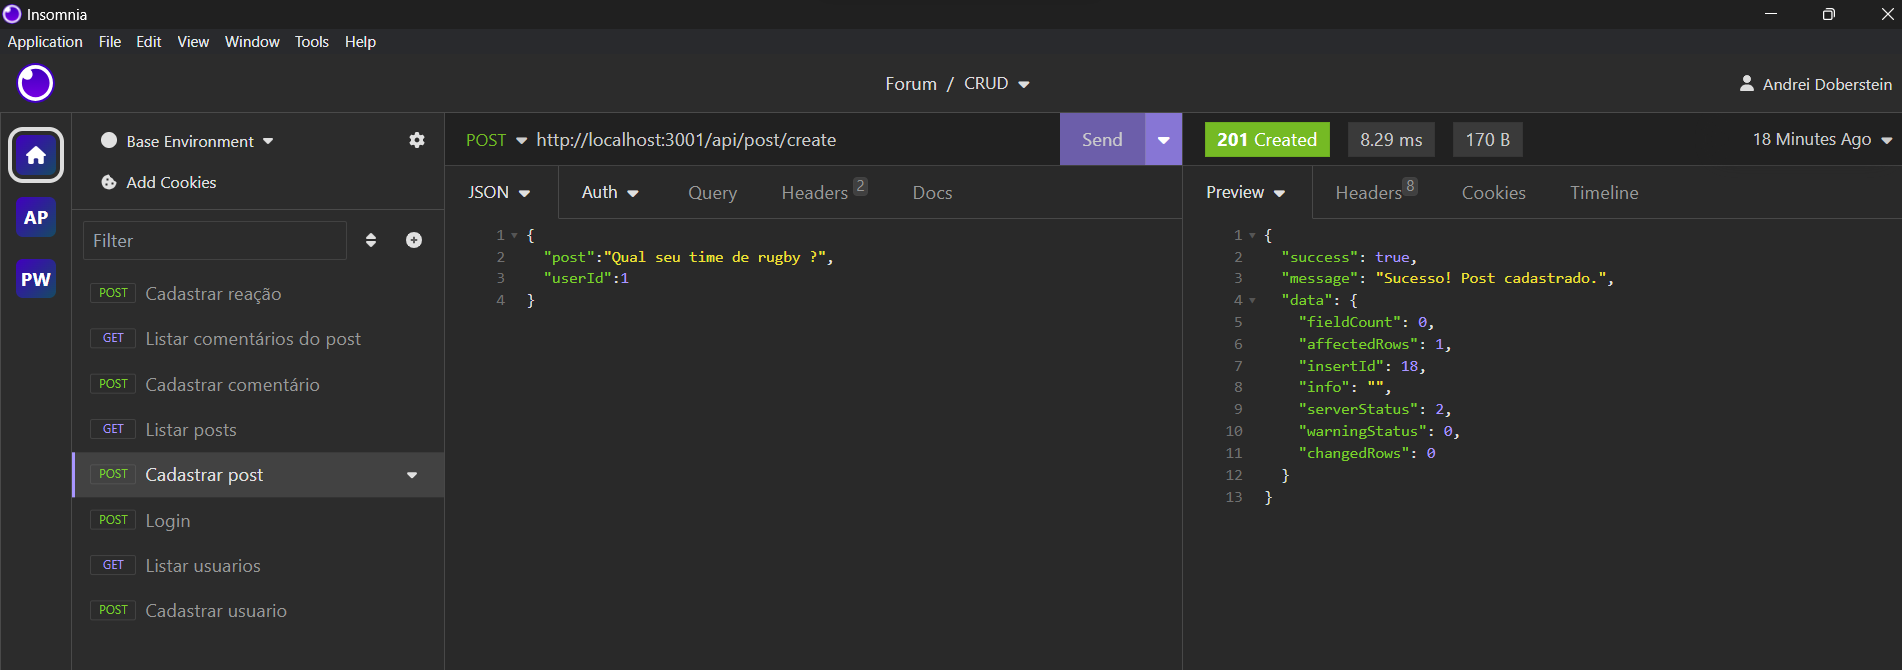 Insomnia
Application File Edit View Window Tools Help
Forum / CRUD
Andrei Doberstein
AP
PW
Base Environment
Add Cookies
Filter
POST Cadastrar reação
GET Listar comentários do post
POST Cadastrar comentário
GET Listar posts
POST Cadastrar post
POST Login
GET Listar usuarios
POST Cadastrar usuario
POST http://localhost:3001/api/post/create Send
JSON Auth Query Headers 2 Docs
1 {
2 "post":"Qual seu time de rugby ?",
3 "userId":1
4 }
201 Created 8.29 ms 170 B 18 Minutes Ago
Preview Headers 8 Cookies Timeline
1 {
2 "success": true,
3 "message": "Sucesso! Post cadastrado.",
4 "data": {
5 "fieldCount": 0,
6 "affectedRows": 1,
7 "insertId": 18,
8 "info": "",
9 "serverStatus": 2,
10 "warningStatus": 0,
11 "changedRows": 0
12 }
13 }